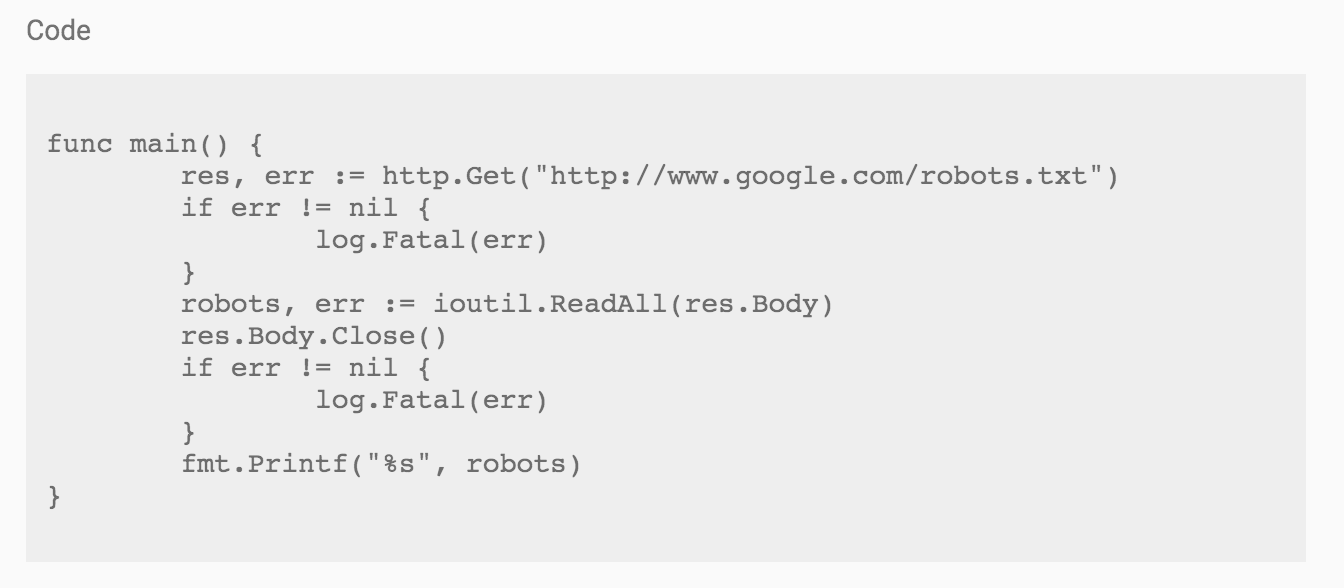 Code
func main() {
        res, err := http.Get("http://www.google.com/robots.txt")
        if err != nil {
                log.Fatal(err)
        }
        robots, err := ioutil.ReadAll(res.Body)
        res.Body.Close()
        if err != nil {
                log.Fatal(err)
        }
        fmt.Printf("%s", robots)
}